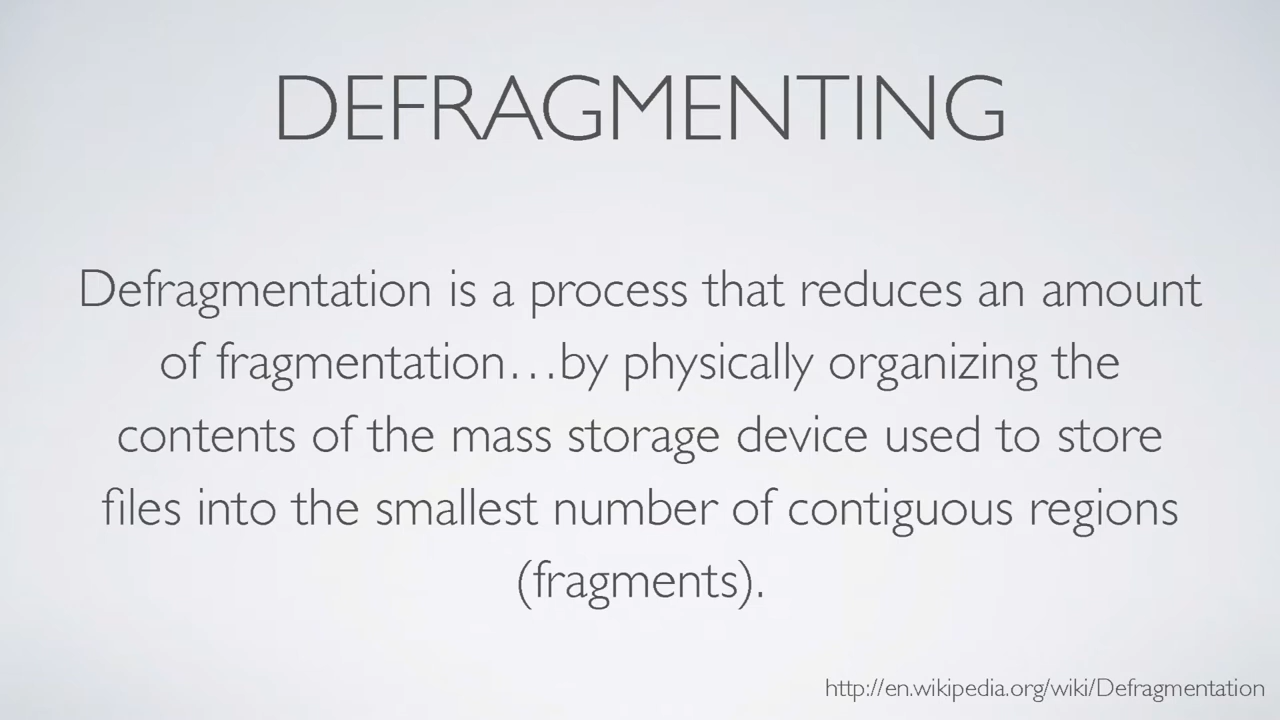 DEFRAGMENTING
Defragmentation is a process that reduces an amount
of fragmentation...by physically organizing the
contents of the mass storage device used to store
files into the smallest number of contiguous regions
(fragments).
http://en.wikipedia.org/wiki/Defragmentation